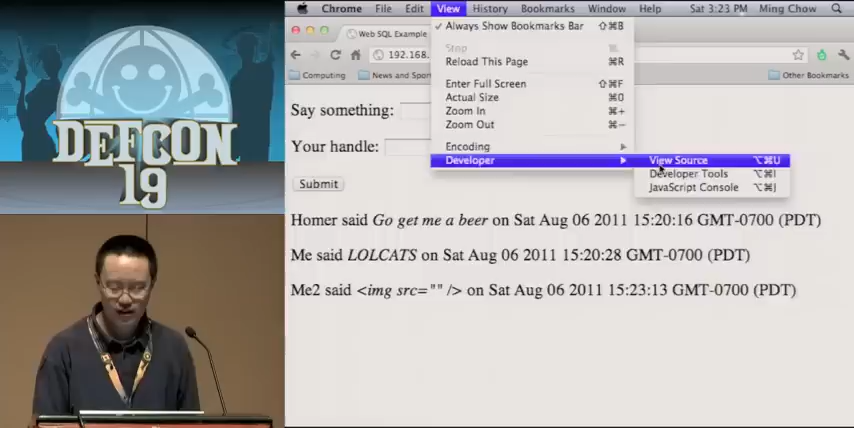 DEFCON
19
Chrome File Edit View History Bookmarks Window Help Sat 3:23 PM Ming Chow
Web SQL Example
192.168.
Computing News and Spor Other Bookmarks
Always Show Bookmarks Bar ⇧⌘B
Stop ⌘.
Reload This Page ⌘R
Enter Full Screen ⇧⌘F
Actual Size ⌘0
Zoom In ⌘+
Zoom Out ⌘-
Encoding
Developer
View Source ⌥⌘U
Developer Tools ⌥⌘I
JavaScript Console ⌥⌘J
Say something:
Your handle:
Submit
Homer said Go get me a beer on Sat Aug 06 2011 15:20:16 GMT-0700 (PDT)
Me said LOLCATS on Sat Aug 06 2011 15:20:28 GMT-0700 (PDT)
Me2 said <img src="" /> on Sat Aug 06 2011 15:23:13 GMT-0700 (PDT)